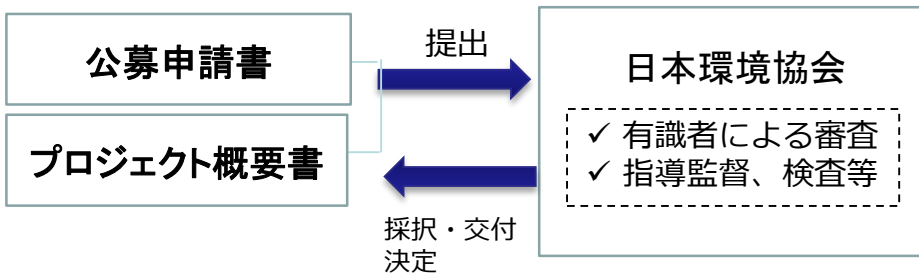 公募申請書
プロジェクト概要書
提出
採択・交付
決定
日本環境協会
✓ 有識者による審査
✓ 指導監督、検査等